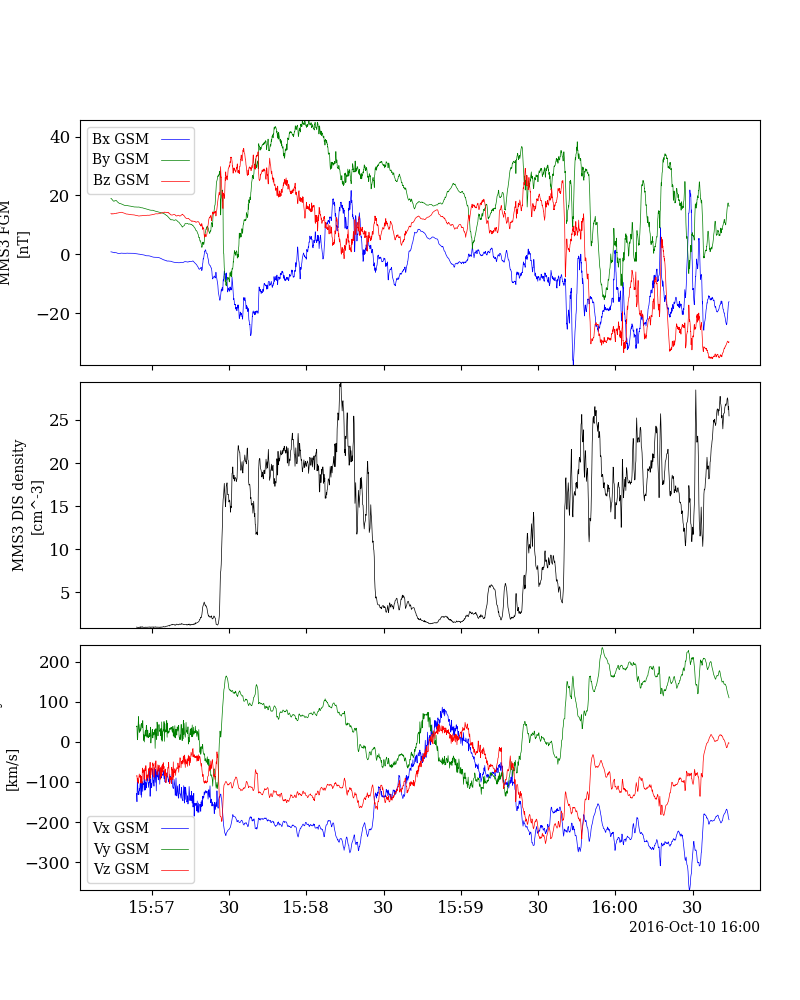 40
20
0
−20
MMS3 FGM
[nT]
Bx GSM
By GSM
Bz GSM
25
20
15
10
5
MMS3 DIS density
[cm^-3]
200
100
0
−100
−200
−300
[km/s]
Vx GSM
Vy GSM
Vz GSM
15:57 30 15:58 30 15:59 30 16:00 30
2016-Oct-10 16:00